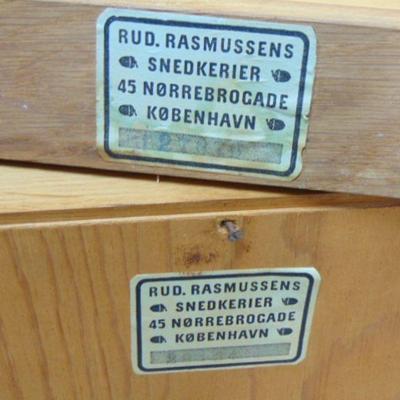 RUD. RASMUSSENS
SNEDKERIER
45 NØRREBROGADE
KØBENHAVN
RUD. RASMUSSENS
SNEDKERIER
45 NØRREBROGADE
KØBENHAVN